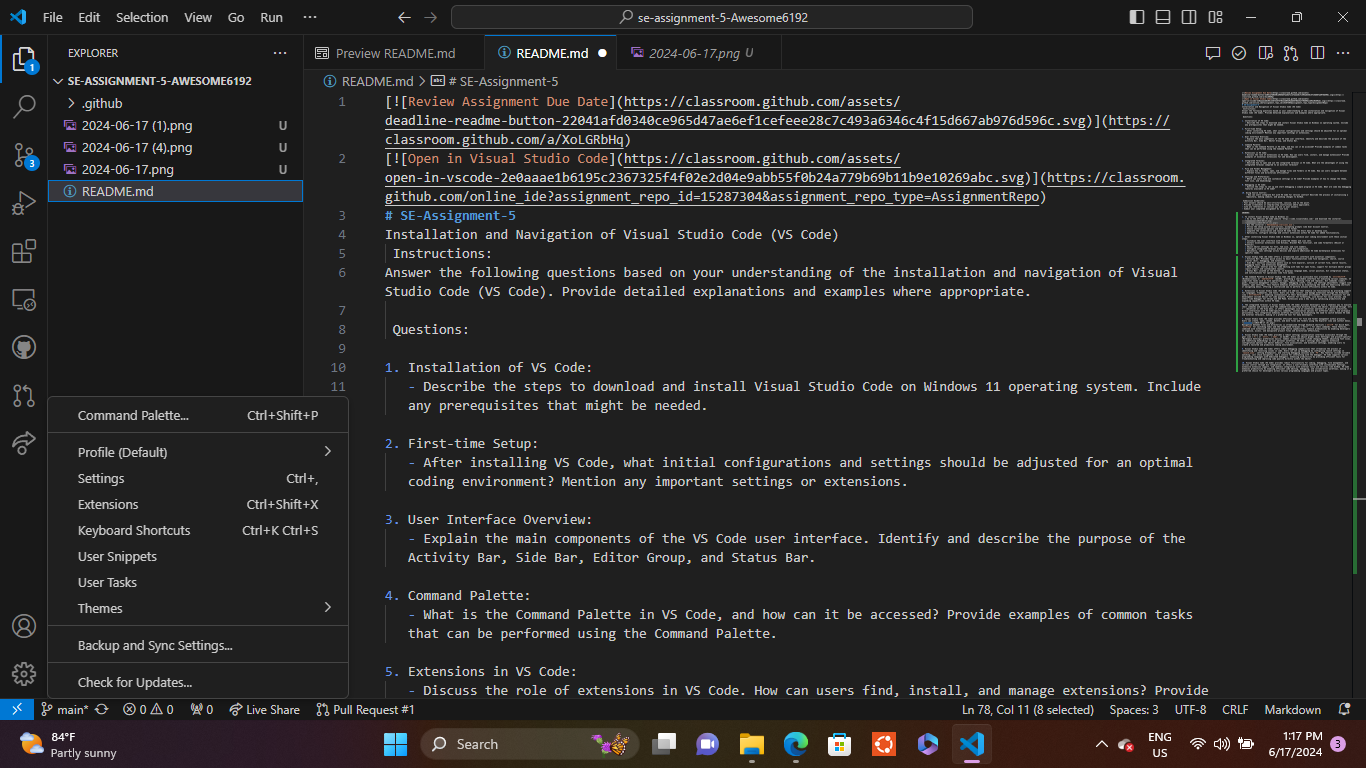 File Edit Selection View Go Run ··· se-assignment-5-Awesome6192
EXPLORER ···
SE-ASSIGNMENT-5-AWESOME6192
.github
2024-06-17 (1).png U
2024-06-17 (4).png U
2024-06-17.png U
README.md
Preview README.md README.md 2024-06-17.png U
README.md > # SE-Assignment-5
1 [![Review Assignment Due Date](https://classroom.github.com/assets/
deadline-readme-button-22041afd0340ce965d47ae6ef1cefeee28c7c493a6346c4f15d667ab976d596c.svg)](https://
classroom.github.com/a/XoLGRbHq)
2 [![Open in Visual Studio Code](https://classroom.github.com/assets/
open-in-vscode-2e0aaae1b6195c2367325f4f02e2d04e9abb55f0b24a779b69b11b9e10269abc.svg)](https://classroom.
github.com/online_ide?assignment_repo_id=15287304&assignment_repo_type=AssignmentRepo)
3 # SE-Assignment-5
4 Installation and Navigation of Visual Studio Code (VS Code)
5 Instructions:
6 Answer the following questions based on your understanding of the installation and navigation of Visual
Studio Code (VS Code). Provide detailed explanations and examples where appropriate.
7
8 Questions:
9
10 1. Installation of VS Code:
11 - Describe the steps to download and install Visual Studio Code on Windows 11 operating system. Include
any prerequisites that might be needed.
2. First-time Setup:
- After installing VS Code, what initial configurations and settings should be adjusted for an optimal
coding environment? Mention any important settings or extensions.
3. User Interface Overview:
- Explain the main components of the VS Code user interface. Identify and describe the purpose of the
Activity Bar, Side Bar, Editor Group, and Status Bar.
4. Command Palette:
- What is the Command Palette in VS Code, and how can it be accessed? Provide examples of common tasks
that can be performed using the Command Palette.
5. Extensions in VS Code:
- Discuss the role of extensions in VS Code. How can users find, install, and manage extensions? Provide
Command Palette... Ctrl+Shift+P
Profile (Default)
Settings Ctrl+,
Extensions Ctrl+Shift+X
Keyboard Shortcuts Ctrl+K Ctrl+S
User Snippets
User Tasks
Themes
Backup and Sync Settings...
Check for Updates...
1
3
main* 0 0 0 Live Share Pull Request #1 Ln 78, Col 11 (8 selected) Spaces: 3 UTF-8 CRLF Markdown
84°F
Partly sunny
Search
ENG
US
1:17 PM
6/17/2024
3